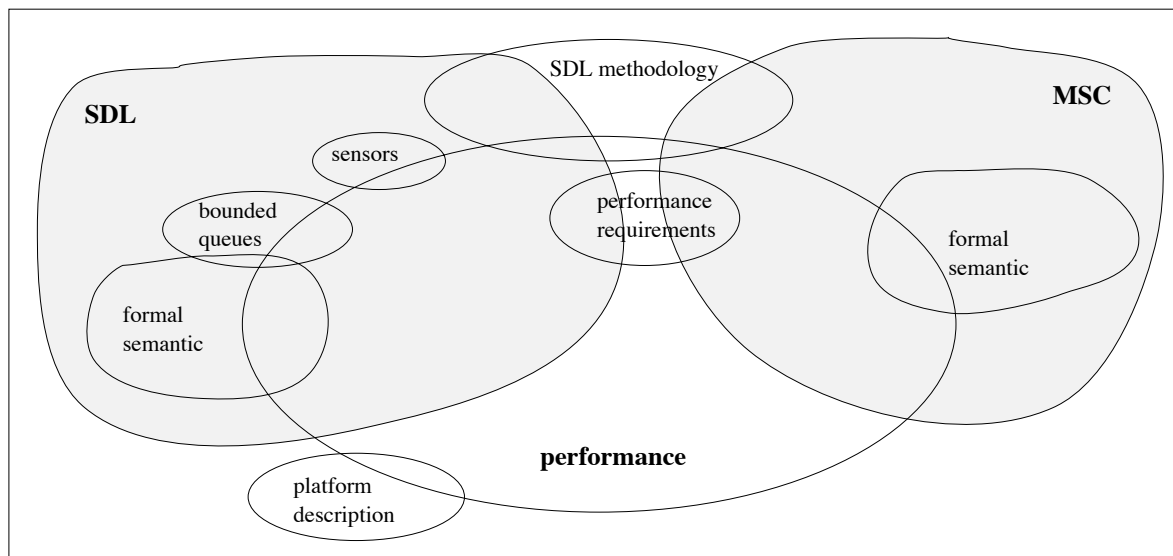 SDL methodology
SDL
MSC
sensors
bounded
queues
performance
requirements
formal
semantic
formal
semantic
performance
platform
description